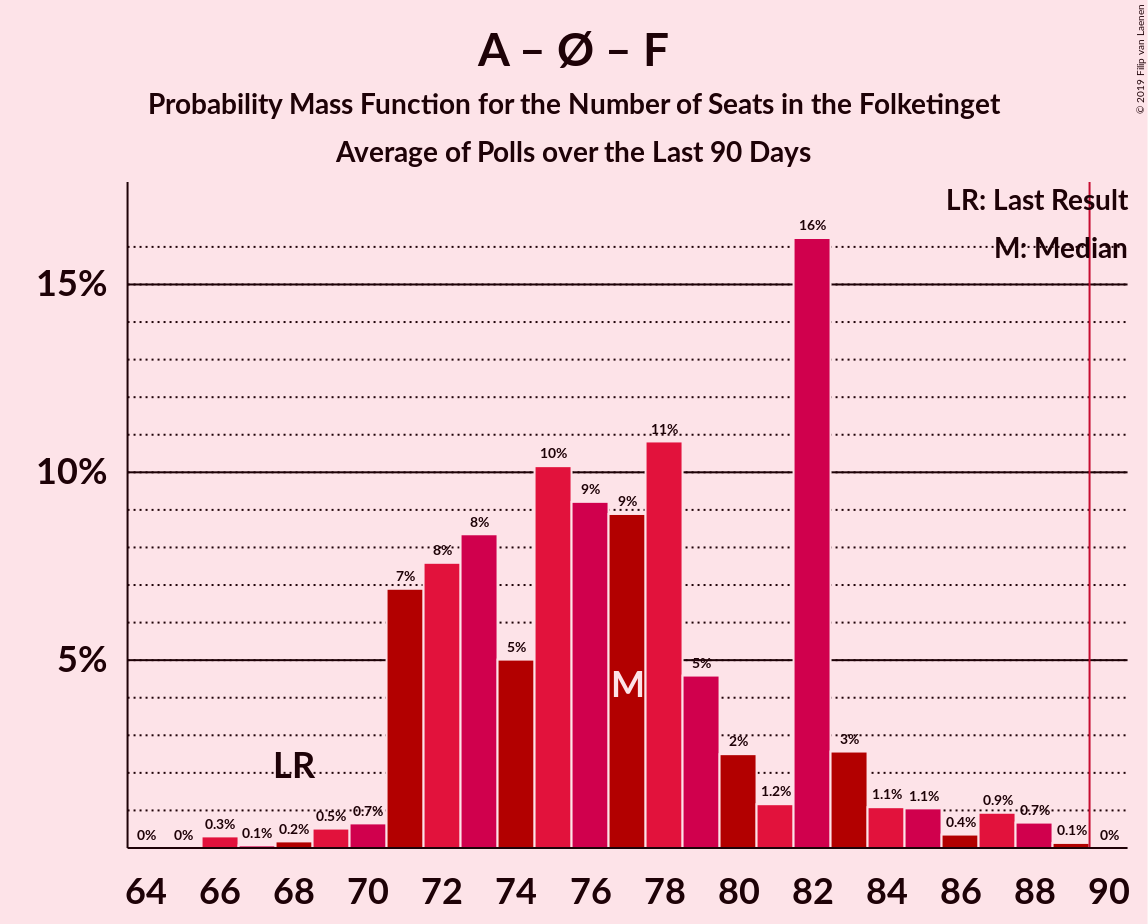 A – Ø – F
Probability Mass Function for the Number of Seats in the Folketinget
Average of Polls over the Last 90 Days
© 2019 Filip van Laenen
LR: Last Result
M: Median
15%
10%
5%
0% 0% 0.3% 0.1% 0.2% 0.5% 0.7% 7% 8% 8% 5% 10% 9% 9% 11% 5% 2% 1.2% 16% 3% 1.1% 1.1% 0.4% 0.9% 0.7% 0.1% 0%
LR
M
64 66 68 70 72 74 76 78 80 82 84 86 88 90